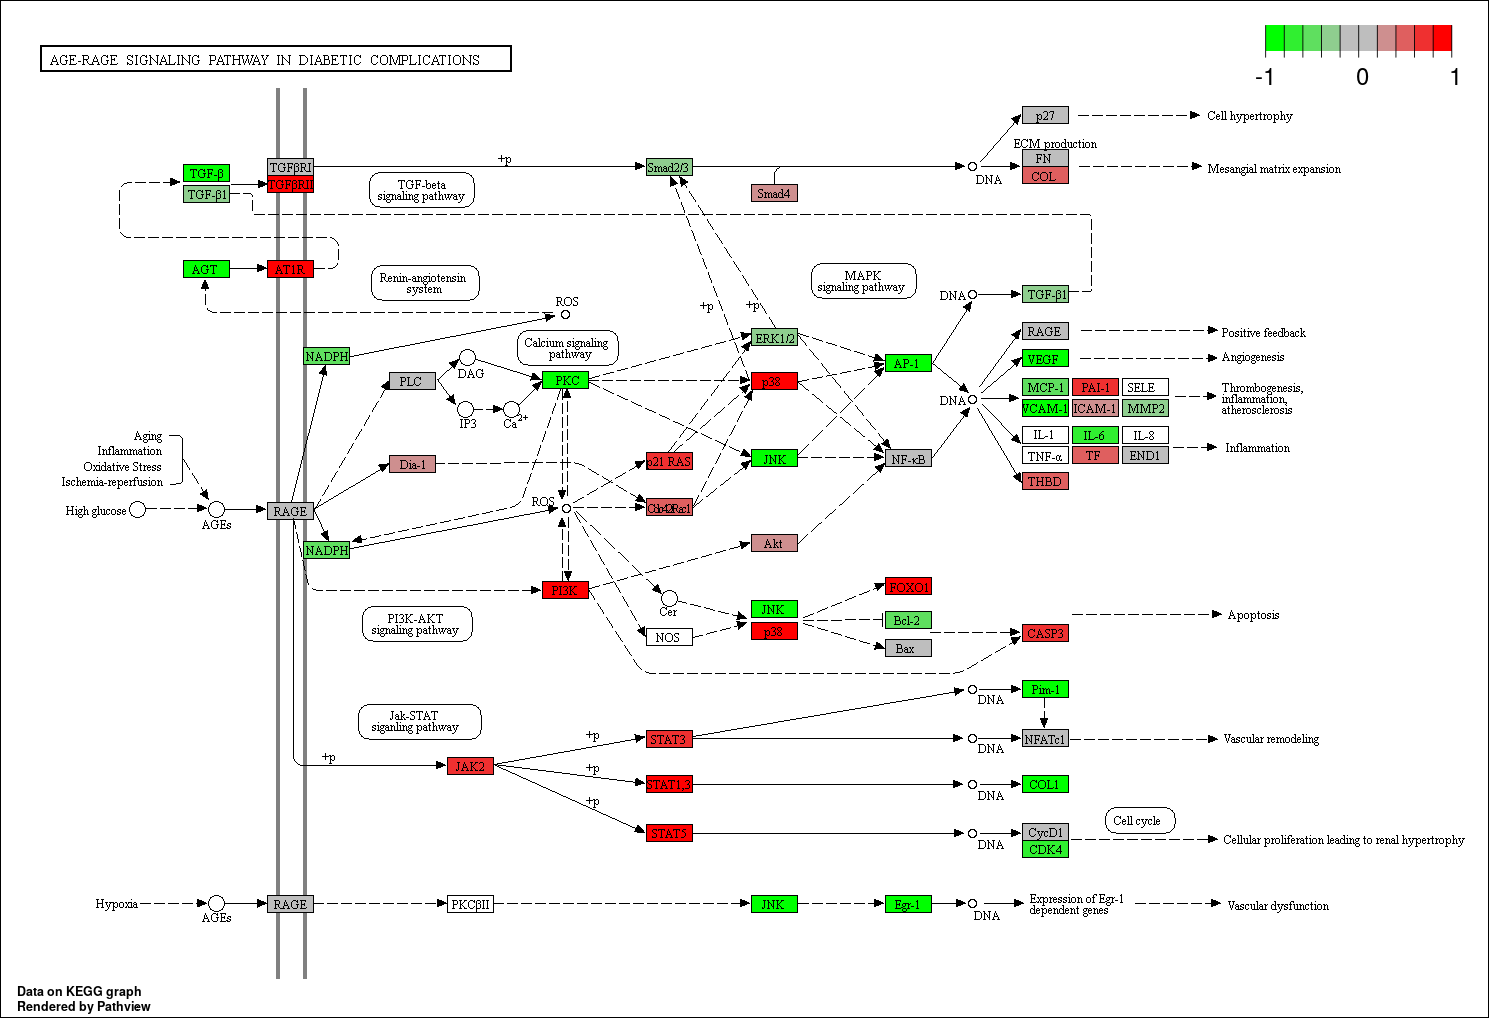 AGE-RAGE SIGNALING PATHWAY IN DIABETIC COMPLICATIONS
-1
0
1
p27
Cell hypertrophy
ECM production
FN
COL
Mesangial matrix expansion
DNA
TGF-β
TGF-β1
TGFβRI
TGFβRII
+p
Smad2/3
Smad4
TGF-beta
signaling pathway
AGT
AT1R
Renin-angiotensin
system
MAPK
signaling pathway
+p
+p
DNA
TGF-β1
ROS
Calcium signaling
pathway
ERK1/2
RAGE
Positive feedback
NADPH
DAG
PLC
PKC
p38
AP-1
VEGF
Angiogenesis
IP3
Ca2+
DNA
MCP-1
PAI-1
SELE
VCAM-1
ICAM-1
MMP2
Thrombogenesis,
inflammation,
atherosclerosis
IL-1
IL-6
IL-8
TNF-α
TF
END1
Inflammation
THBD
Aging
Inflammation
Oxidative Stress
Ischemia-reperfusion
High glucose
AGEs
RAGE
Dia-1
p21 RAS
JNK
NF-κB
ROS
NADPH
Akt
PI3K
PI3K-AKT
signaling pathway
Cer
NOS
JNK
p38
FOXO1
Bcl-2
Bax
CASP3
Apoptosis
Jak-STAT
siganling pathway
+p
JAK2
+p
STAT3
DNA
Pim-1
DNA
NFATc1
Vascular remodeling
+p
STAT1,3
DNA
COL1
+p
STAT5
DNA
CycD1
CDK4
Cell cycle
Cellular proliferation leading to renal hypertrophy
Hypoxia
AGEs
RAGE
PKCβII
JNK
Egr-1
DNA
Expression of Egr-1
dependent genes
Vascular dysfunction
Data on KEGG graph
Rendered by Pathview